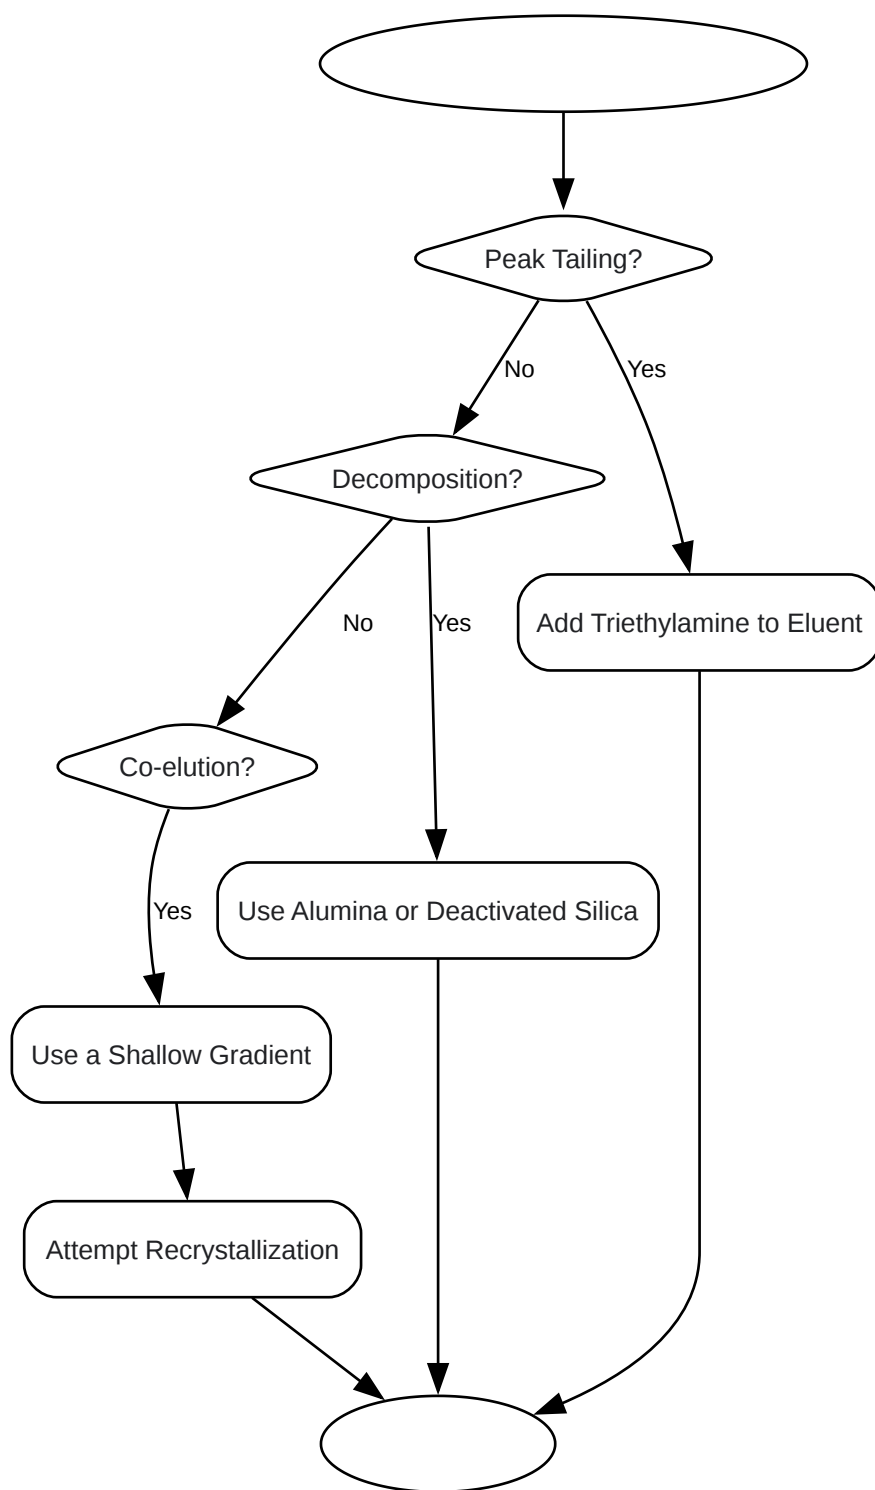 Peak Tailing?
No
Yes
Decomposition?
No
Yes
Add Triethylamine to Eluent
Co-elution?
Yes
Use Alumina or Deactivated Silica
Use a Shallow Gradient
Attempt Recrystallization